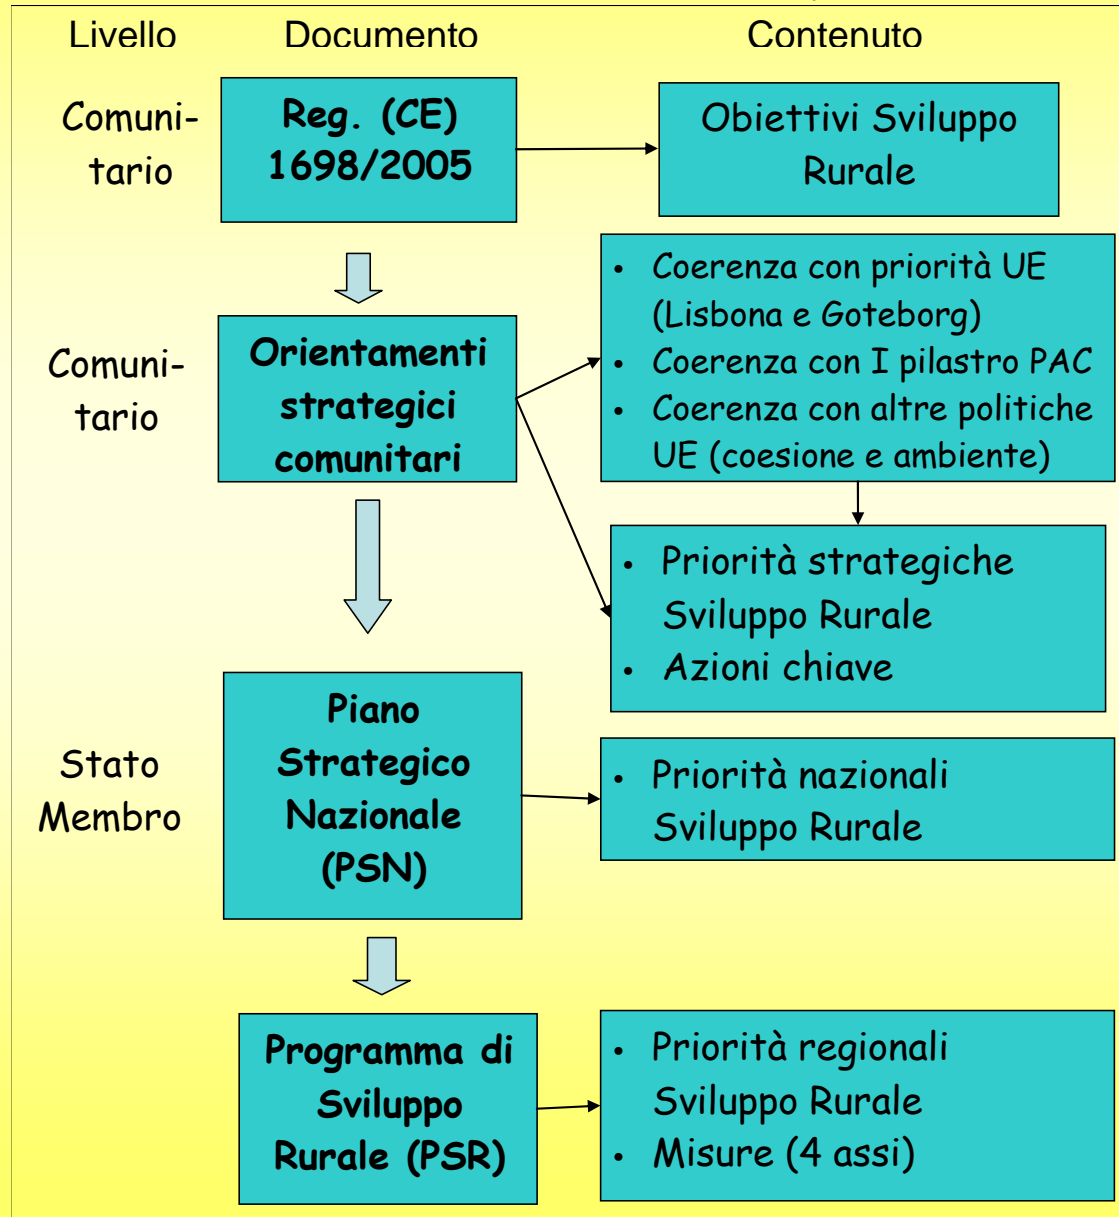 Livello Documento Contenuto
Comuni-
tario
Reg. (CE)
1698/2005
Obiettivi Sviluppo
Rurale
Comuni-
tario
Orientamenti
strategici
comunitari
• Coerenza con priorità UE
(Lisbona e Goteborg)
• Coerenza con I pilastro PAC
• Coerenza con altre politiche
UE (coesione e ambiente)
• Priorità strategiche
Sviluppo Rurale
• Azioni chiave
Stato
Membro
Piano
Strategico
Nazionale
(PSN)
• Priorità nazionali
Sviluppo Rurale
Programma di
Sviluppo
Rurale (PSR)
• Priorità regionali
Sviluppo Rurale
• Misure (4 assi)